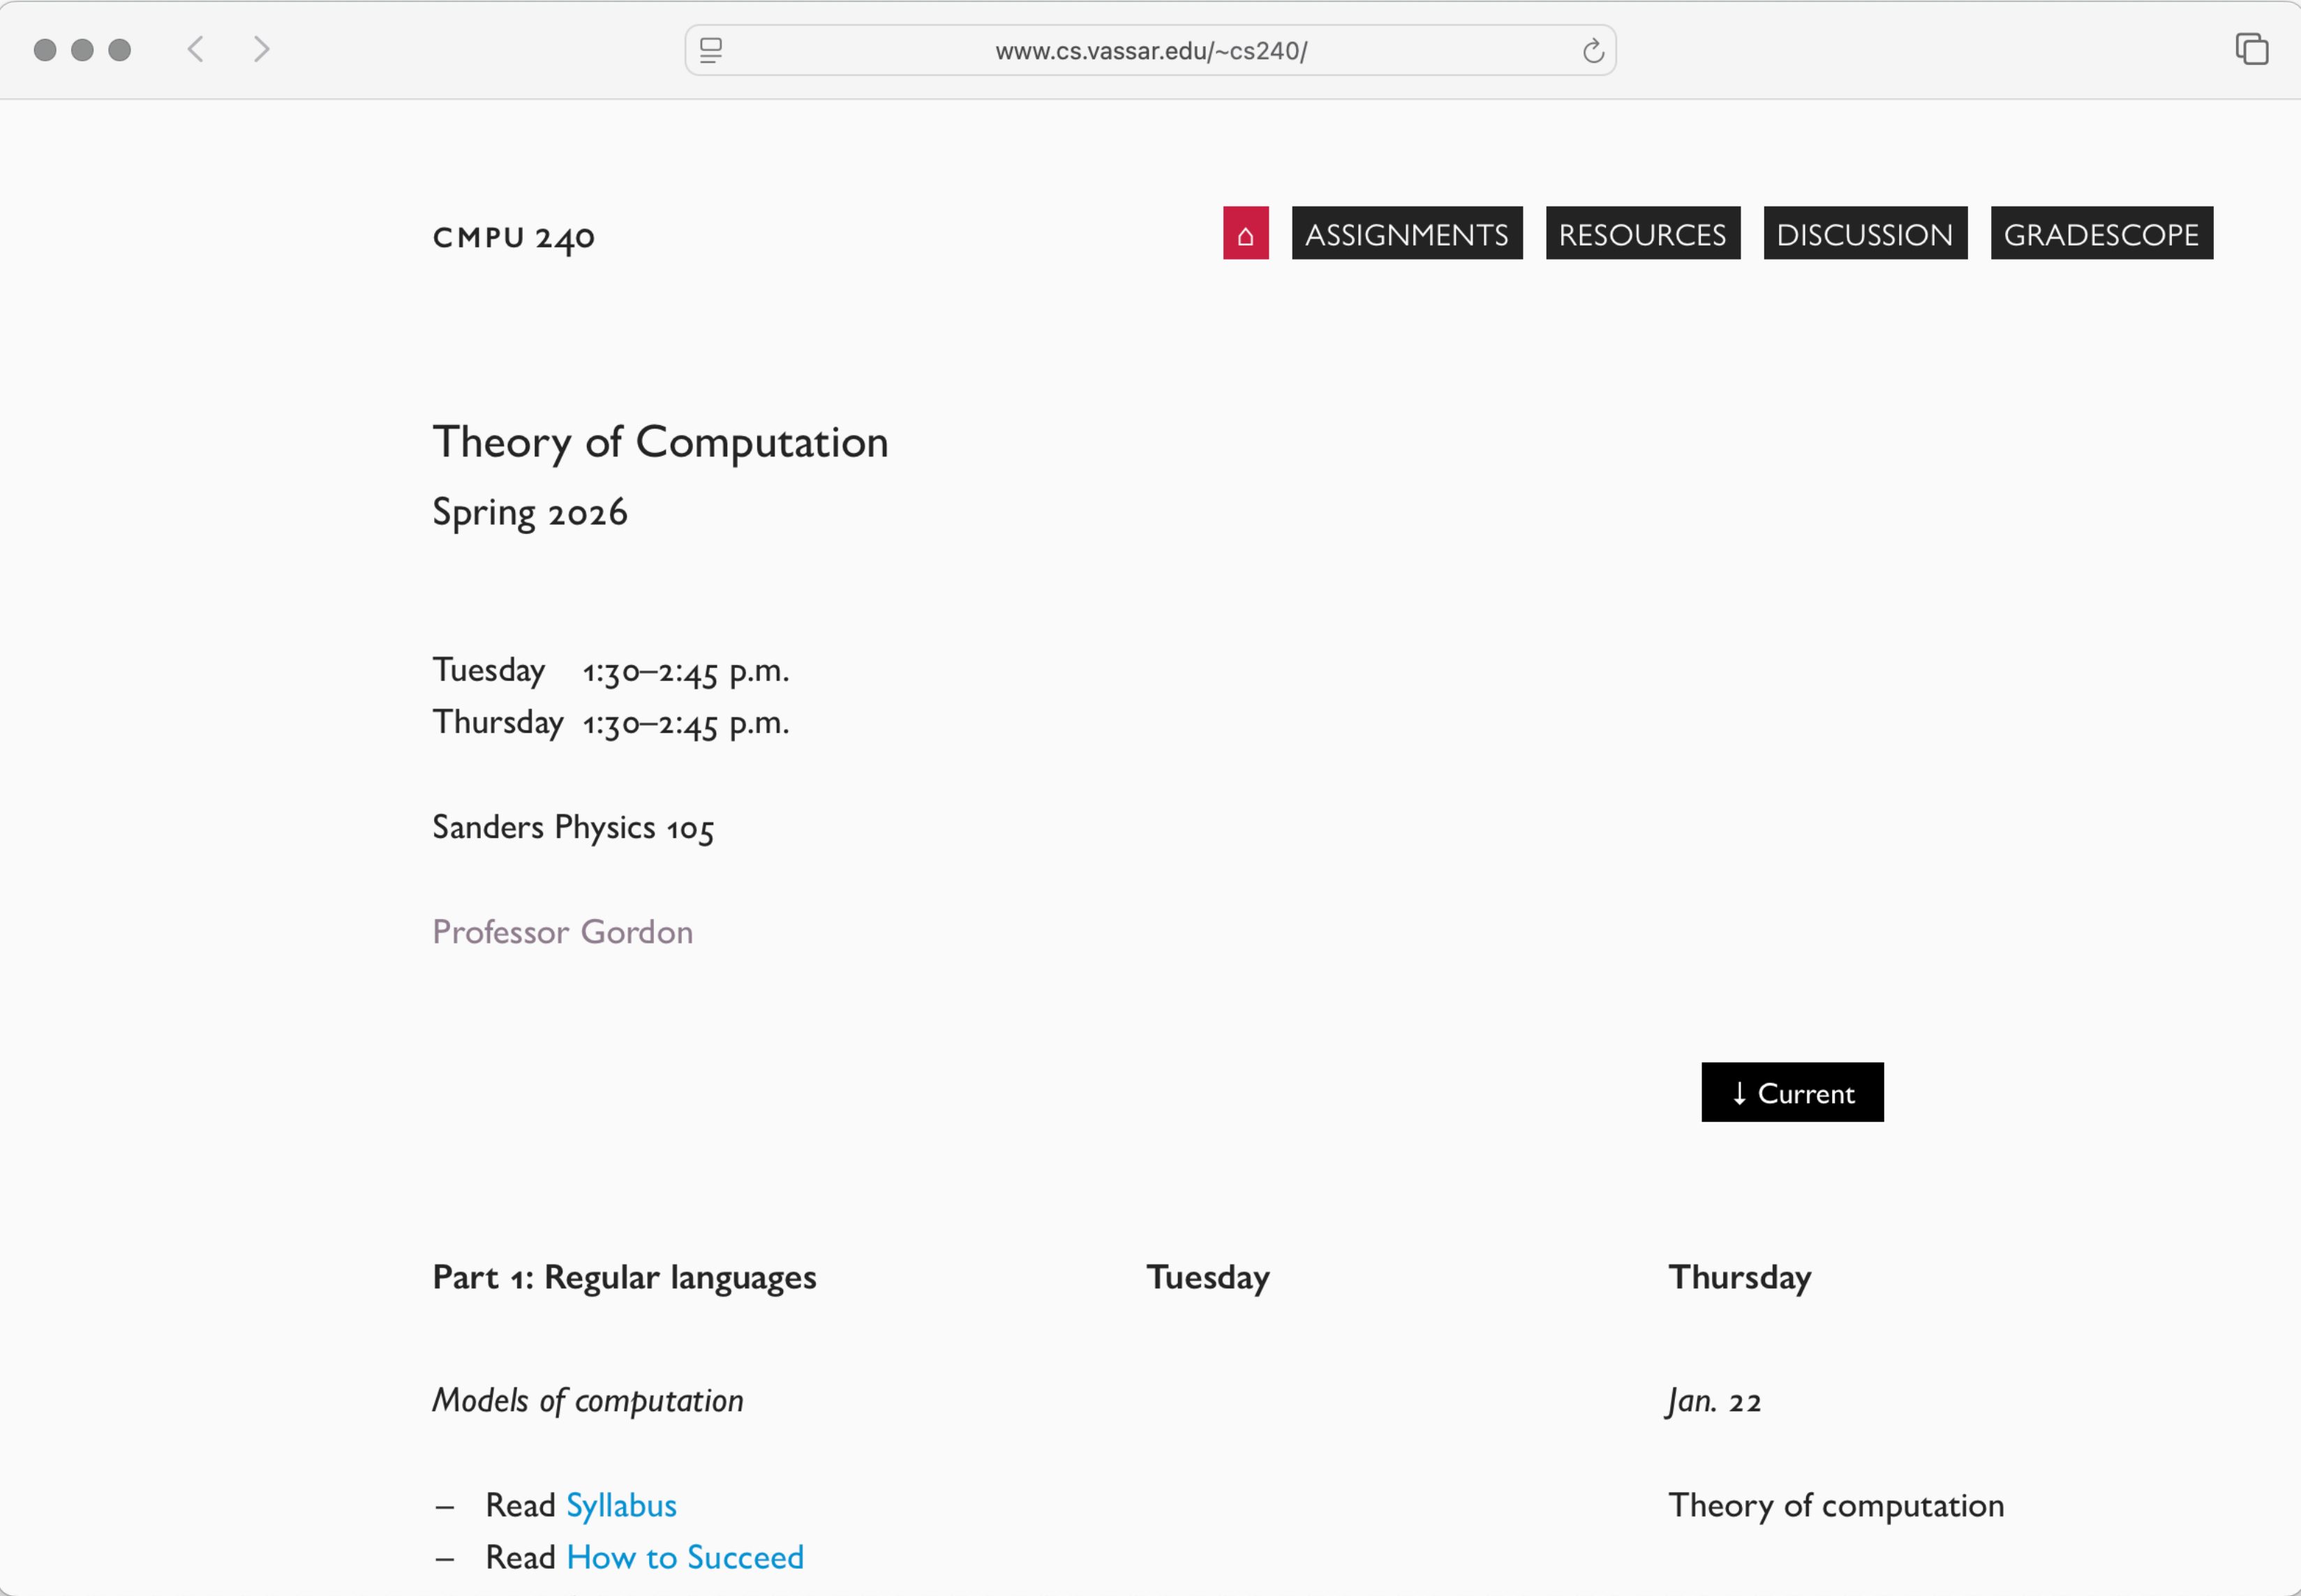 www.cs.vassar.edu/~cs240/
CMPU 240
⌂ ASSIGNMENTS RESOURCES DISCUSSION GRADESCOPE
Theory of Computation
Spring 2026
Tuesday 1:30–2:45 p.m.
Thursday 1:30–2:45 p.m.
Sanders Physics 105
Professor Gordon
↓ Current
Part 1: Regular languages Tuesday Thursday
Models of computation Jan. 22
– Read Syllabus Theory of computation
– Read How to Succeed